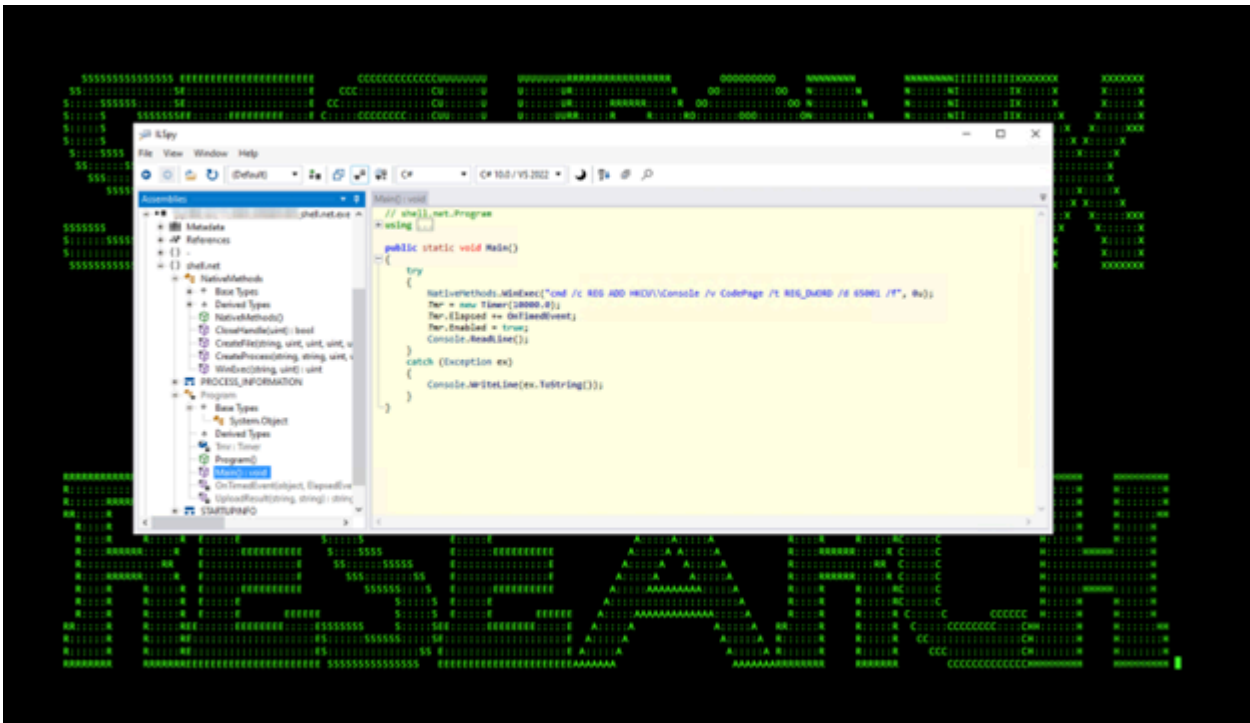 SECURONIX
ILSpy
File View Window Help
(Default) C# C# 10.0 / VS 2022
Assemblies
_shell.net.exe
Metadata
References
{ } -
{ } shell.net
NativeMethods
Base Types
Derived Types
NativeMethods()
CloseHandle(uint) : bool
CreateFile(string, uint, uint, uint, u
CreateProcess(string, string, uint, u
WinExec(string, uint) : uint
PROCESS_INFORMATION
Program
Base Types
System.Object
Derived Types
Tmr : Timer
Program()
Main() : void
OnTimedEvent(object, ElapsedEve
UploadResult(string, string) : string
STARTUPINFO
Main() : void
// shell.net.Program
using ...
public static void Main()
{
try
{
NativeMethods.WinExec("cmd /c REG ADD HKCU\\Console /v CodePage /t REG_DWORD /d 65001 /f", 0u);
Tmr = new Timer(10000.0);
Tmr.Elapsed += OnTimedEvent;
Tmr.Enabled = true;
Console.ReadLine();
}
catch (Exception ex)
{
Console.WriteLine(ex.ToString());
}
}
RESEARCH